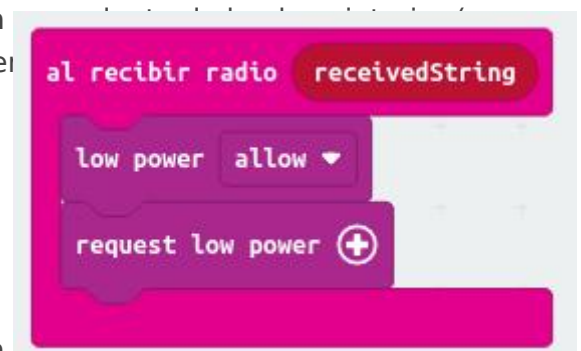 al recibir radio receivedString
low power allow
request low power